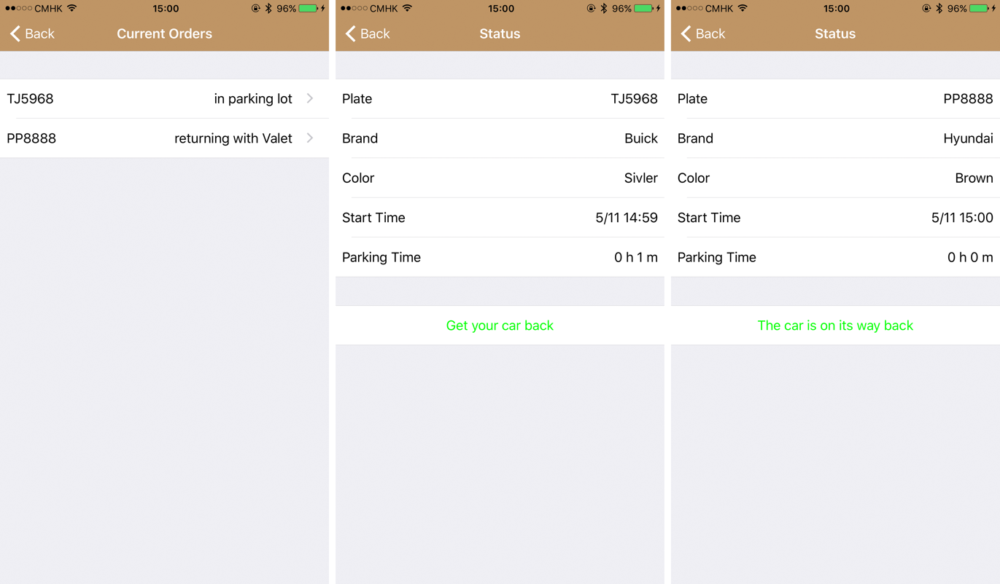 CMHK 15:00 96%
Back Current Orders
TJ5968 in parking lot
PP8888 returning with Valet
CMHK 15:00 96%
Back Status
Plate TJ5968
Brand Buick
Color Sivler
Start Time 5/11 14:59
Parking Time 0 h 1 m
Get your car back
CMHK 15:00 96%
Back Status
Plate PP8888
Brand Hyundai
Color Brown
Start Time 5/11 15:00
Parking Time 0 h 0 m
The car is on its way back